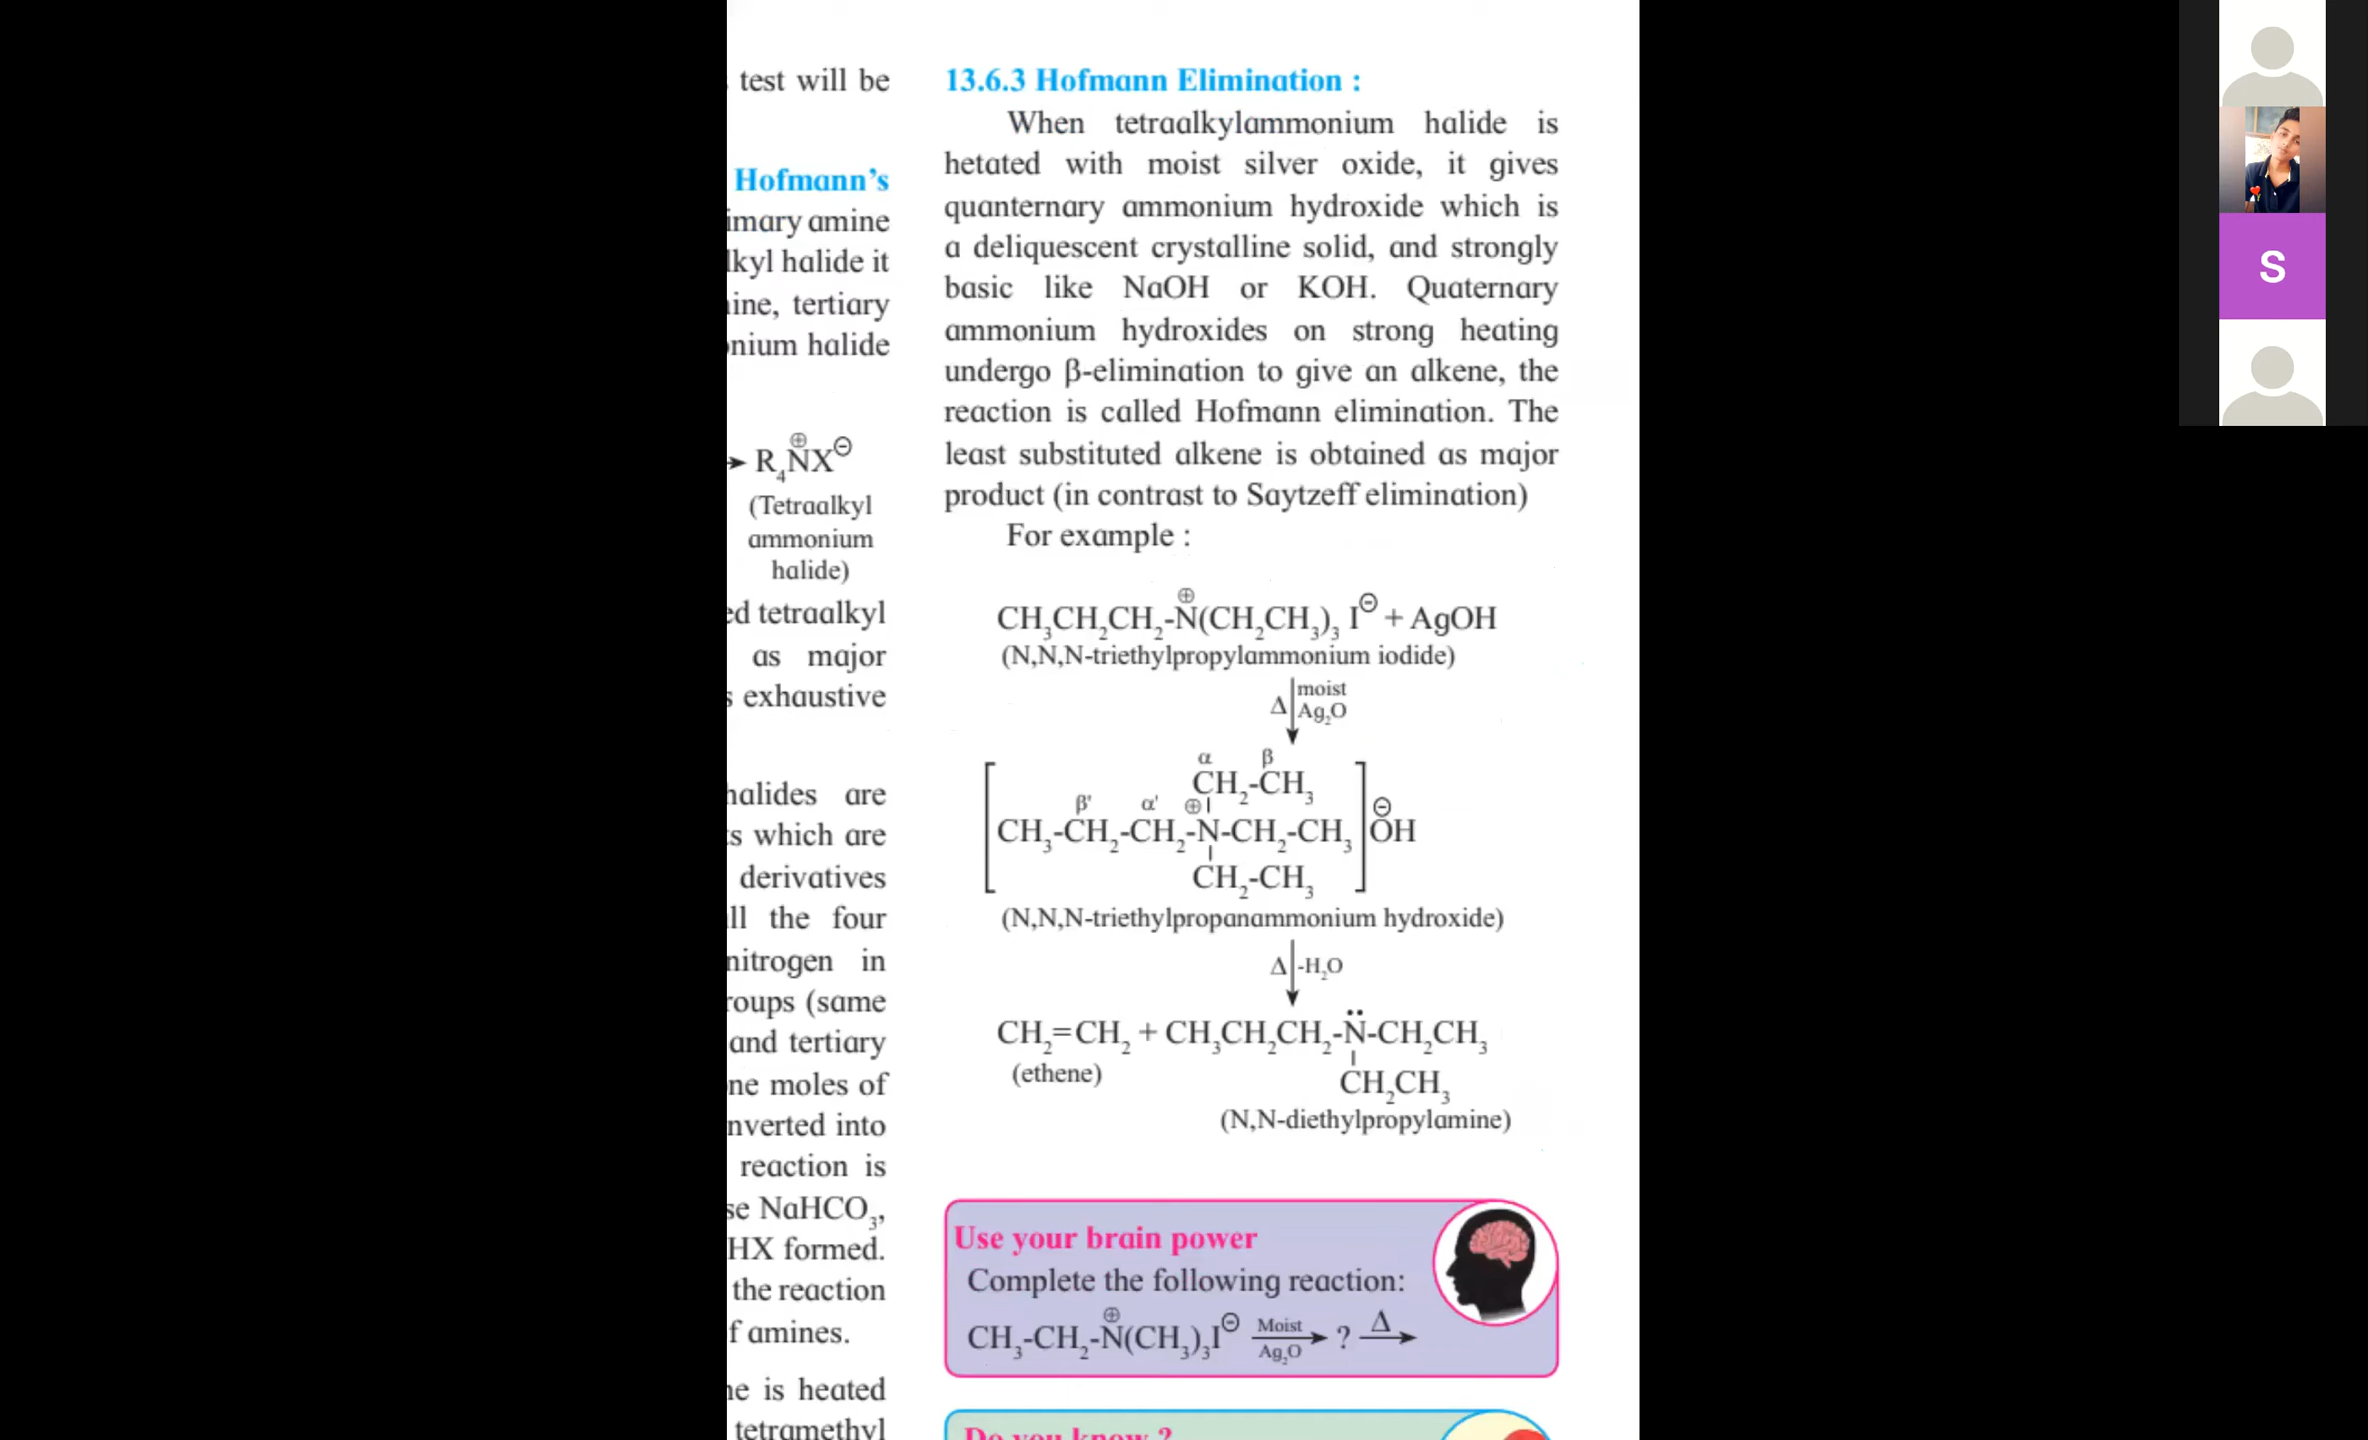 test will be
Hofmann's
imary amine
lkyl halide it
ine, tertiary
nium halide
R₄N⊕X⊖
(Tetraalkyl
ammonium
halide)
ed tetraalkyl
as major
s exhaustive
halides are
s which are
derivatives
ll the four
nitrogen in
roups (same
and tertiary
ne moles of
nverted into
reaction is
se NaHCO₃,
HX formed.
the reaction
f amines.
ne is heated
tetramethyl
13.6.3 Hofmann Elimination :
When tetraalkylammonium halide is
hetated with moist silver oxide, it gives
quanternary ammonium hydroxide which is
a deliquescent crystalline solid, and strongly
basic like NaOH or KOH. Quaternary
ammonium hydroxides on strong heating
undergo β-elimination to give an alkene, the
reaction is called Hofmann elimination. The
least substituted alkene is obtained as major
product (in contrast to Saytzeff elimination)
For example :
CH₃CH₂CH₂-N⊕(CH₂CH₃)₃ I⊖ + AgOH
(N,N,N-triethylpropylammonium iodide)
Δ moist
Ag₂O
α β
CH₂-CH₃
β' α' ⊕
CH₃-CH₂-CH₂-N-CH₂-CH₃ O⊖H
CH₂-CH₃
(N,N,N-triethylpropanammonium hydroxide)
Δ -H₂O
CH₂=CH₂ + CH₃CH₂CH₂-N̈-CH₂CH₃
(ethene)
CH₂CH₃
(N,N-diethylpropylamine)
Use your brain power
Complete the following reaction:
CH₃-CH₂-N⊕(CH₃)₃I⊖ Moist Ag₂O → ? Δ →
Do you know ?
S